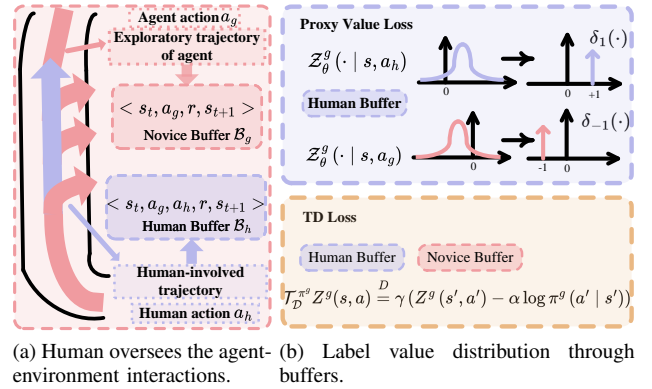 Agent action a_g
Exploratory trajectory
of agent
< s_t, a_g, r, s_{t+1} >
Novice Buffer B_g
< s_t, a_g, a_h, r, s_{t+1} >
Human Buffer B_h
Human-involved
trajectory
Human action a_h
(a) Human oversees the agent-
environment interactions.
Proxy Value Loss
Z_θ^g (· | s, a_h)
0
0
+1
δ_1(·)
Human Buffer
Z_θ^g (· | s, a_g)
0
-1
0
δ_{−1}(·)
TD Loss
Human Buffer
Novice Buffer
T_D^{π^g} Z^g(s, a) =^D γ (Z^g (s′, a′) − α log π^g (a′ | s′))
(b) Label value distribution through
buffers.